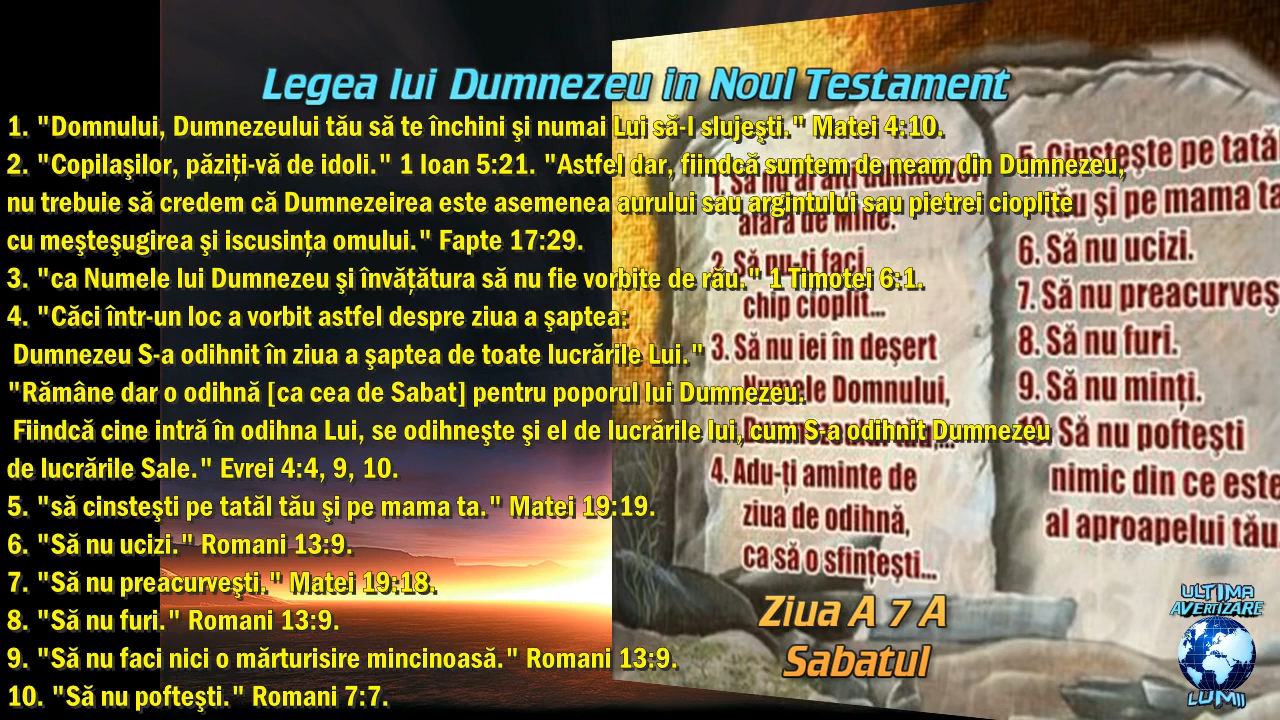 Legea lui Dumnezeu in Noul Testament
1. "Domnului, Dumnezeului tău să te închini şi numai Lui să-I slujeşti." Matei 4:10.
2. "Copilaşilor, păziți-vă de idoli." 1 Ioan 5:21. "Astfel dar, fiindcă suntem de neam din Dumnezeu,
nu trebuie să credem că Dumnezeirea este asemenea aurului sau argintului sau pietrei cioplite
cu meşteşugirea şi iscusința omului." Fapte 17:29.
3. "ca Numele lui Dumnezeu şi învățătura să nu fie vorbite de rău." 1 Timotei 6:1.
4. "Căci într-un loc a vorbit astfel despre ziua a şaptea:
Dumnezeu S-a odihnit în ziua a şaptea de toate lucrările Lui."
"Rămâne dar o odihnă [ca cea de Sabat] pentru poporul lui Dumnezeu.
Fiindcă cine intră în odihna Lui, se odihneşte şi el de lucrările lui, cum S-a odihnit Dumnezeu
de lucrările Sale." Evrei 4:4, 9, 10.
5. "să cinsteşti pe tatăl tău şi pe mama ta." Matei 19:19.
6. "Să nu ucizi." Romani 13:9.
7. "Să nu preacurveşti." Matei 19:18.
8. "Să nu furi." Romani 13:9.
9. "Să nu faci nici o mărturisire mincinoasă." Romani 13:9.
10. "Să nu pofteşti." Romani 7:7.
1. Să nu ai alți dumnezei
afară de Mine.
2. Să nu-ți faci
chip cioplit...
3. Să nu iei în deşert
Numele Domnului,
4. Adu-ți aminte de
ziua de odihnă,
ca să o sfințeşti...
5. Cinsteşte pe tatăl
tău şi pe mama ta
6. Să nu ucizi.
7. Să nu preacurveş
8. Să nu furi.
9. Să nu minți.
10. Să nu pofteşti
nimic din ce este
al aproapelui tău.
Ziua A 7 A
Sabatul
ULTIMA
AVERTIZARE
LUMII